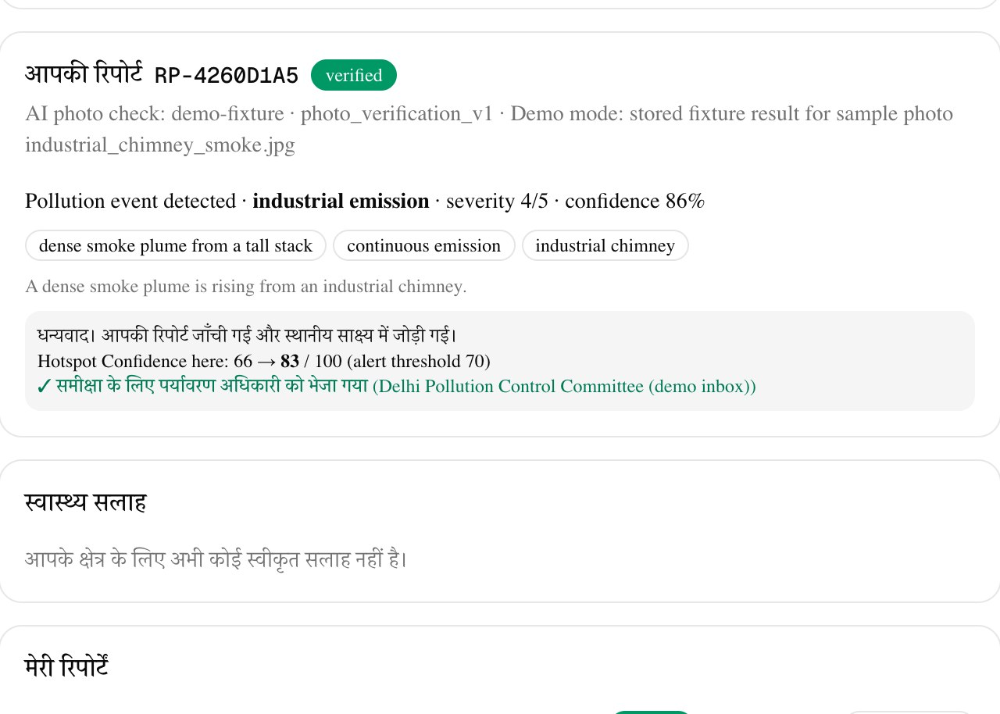 आपकी रिपोर्ट RP-4260D1A5 verified
AI photo check: demo-fixture · photo_verification_v1 · Demo mode: stored fixture result for sample photo
industrial_chimney_smoke.jpg
Pollution event detected · industrial emission · severity 4/5 · confidence 86%
dense smoke plume from a tall stack continuous emission industrial chimney
A dense smoke plume is rising from an industrial chimney.
धन्यवाद। आपकी रिपोर्ट जाँची गई और स्थानीय साक्ष्य में जोड़ी गई।
Hotspot Confidence here: 66 → 83 / 100 (alert threshold 70)
✓ समीक्षा के लिए पर्यावरण अधिकारी को भेजा गया (Delhi Pollution Control Committee (demo inbox))
स्वास्थ्य सलाह
आपके क्षेत्र के लिए अभी कोई स्वीकृत सलाह नहीं है।
मेरी रिपोर्टें